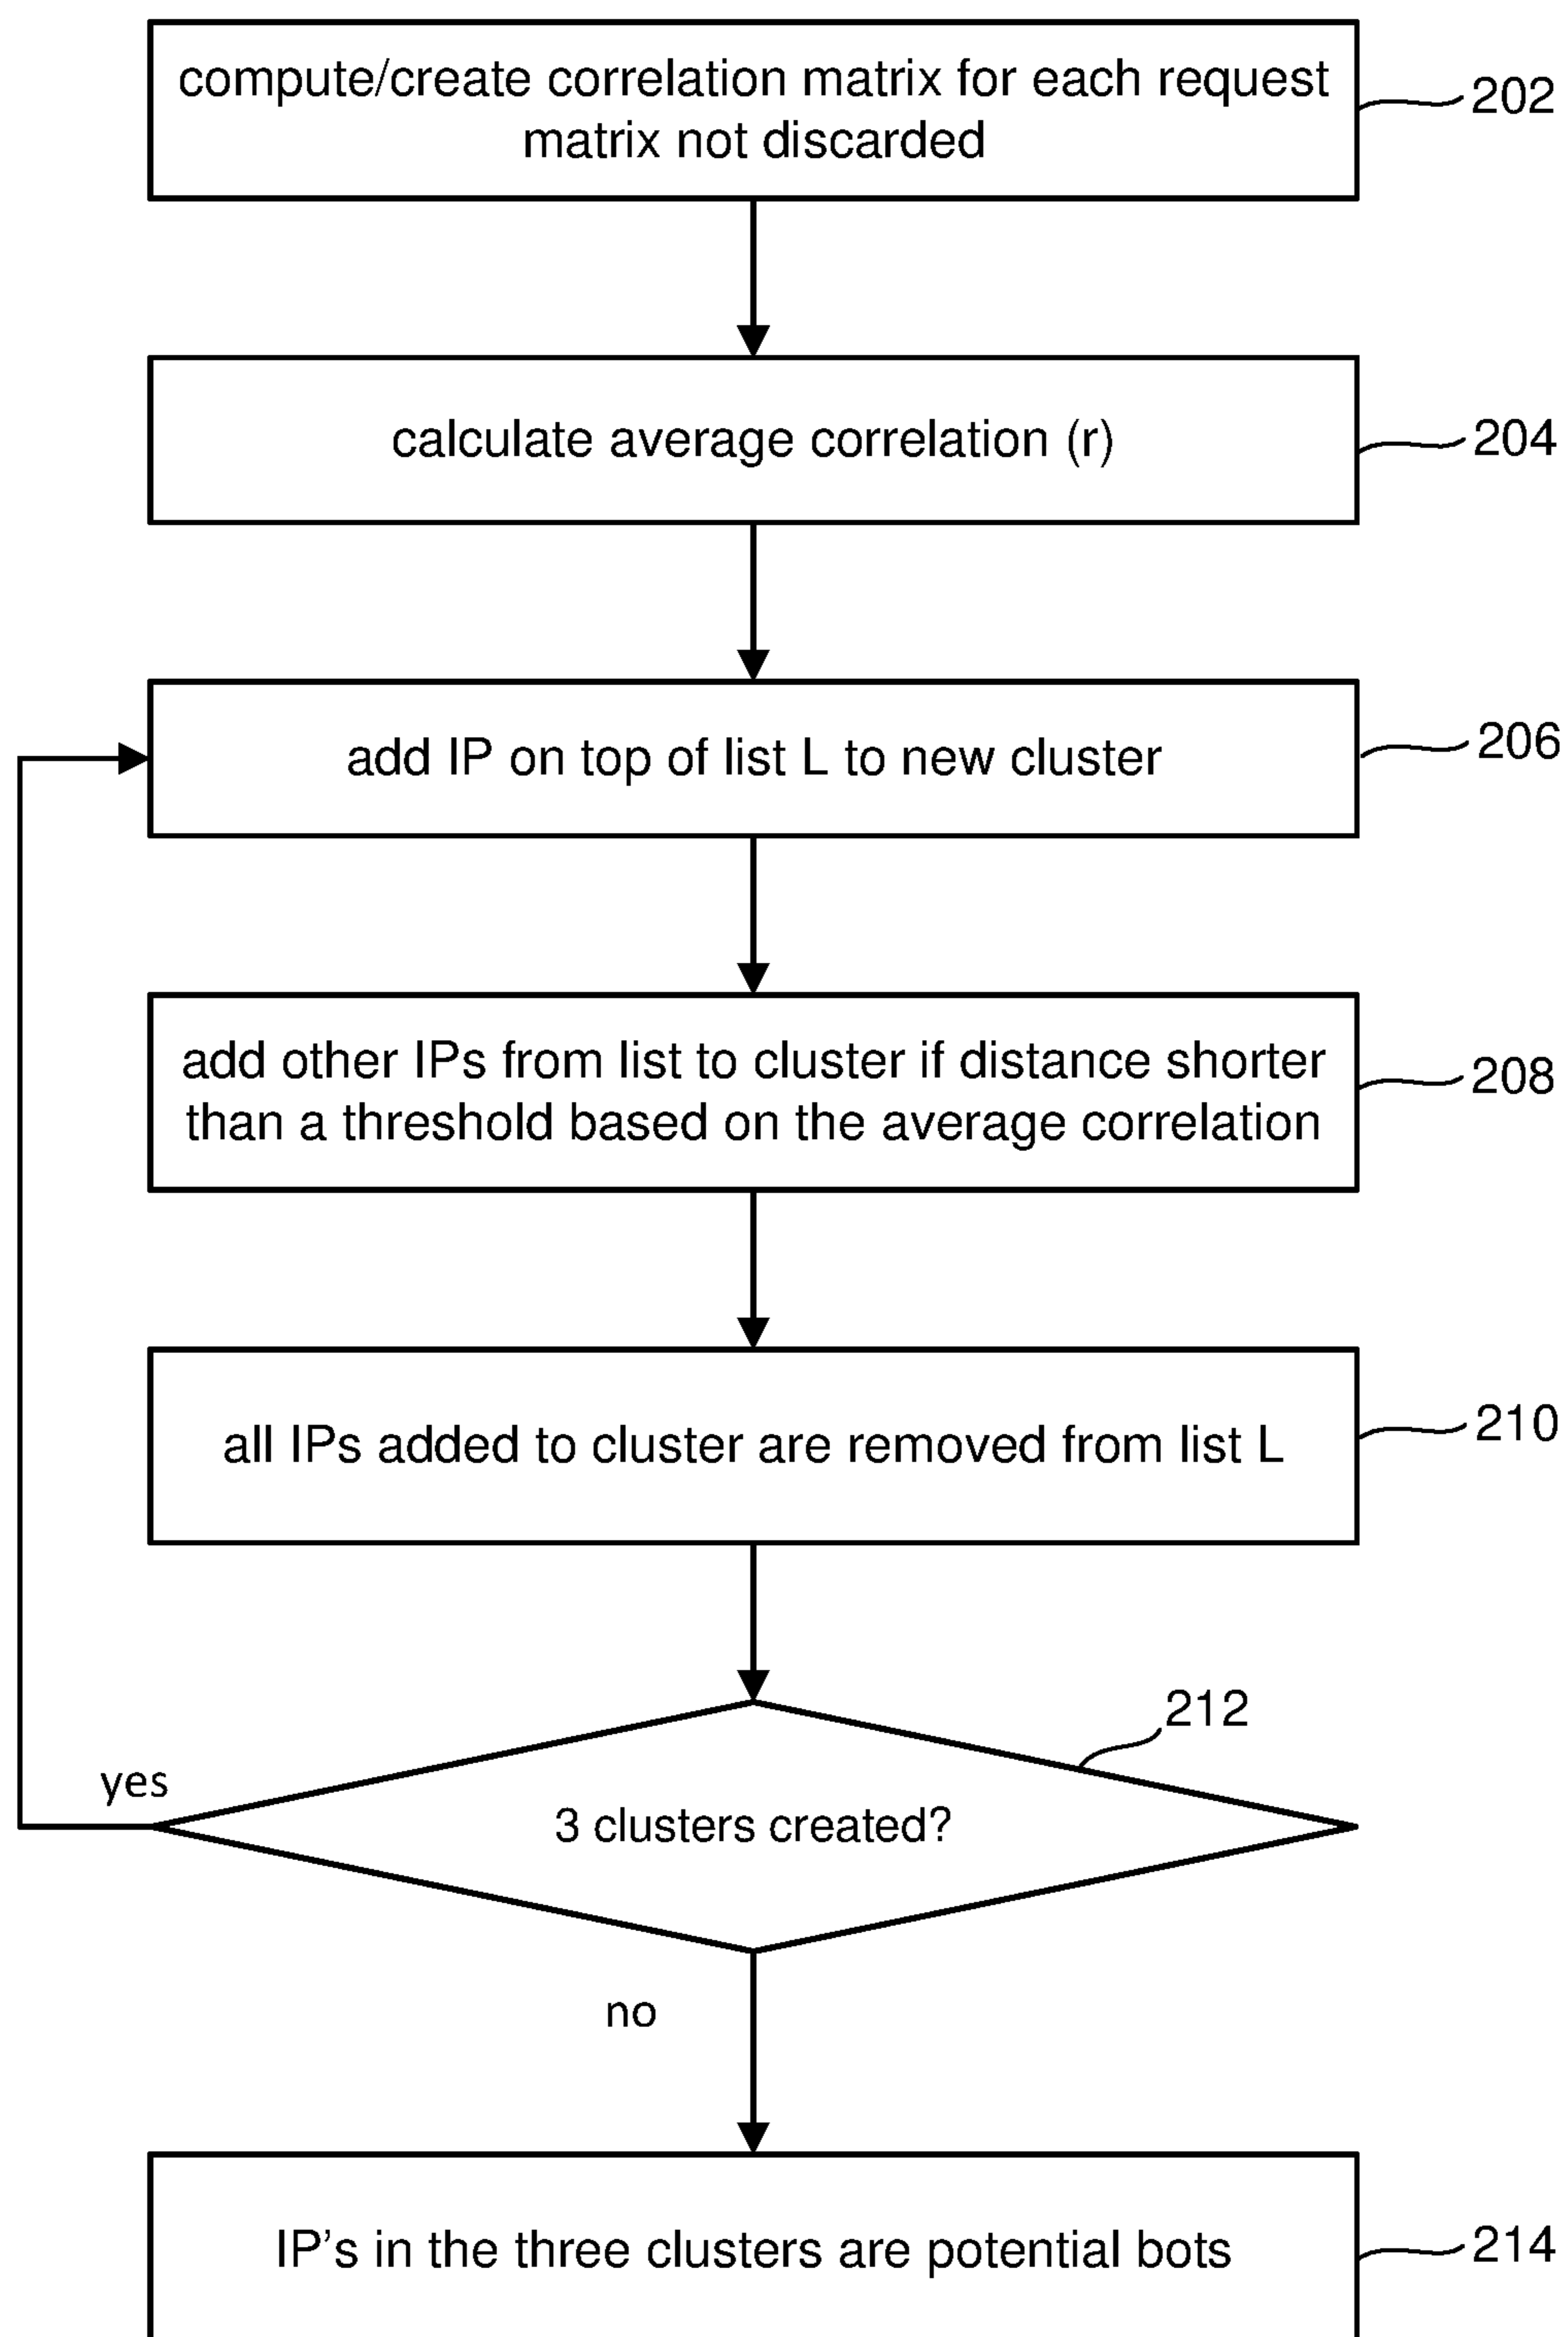 compute/create correlation matrix for each request
matrix not discarded
202
calculate average correlation (r)
204
add IP on top of list L to new cluster
206
add other IPs from list to cluster if distance shorter
than a threshold based on the average correlation
208
all IPs added to cluster are removed from list L
210
212
yes
3 clusters created?
no
IP's in the three clusters are potential bots
214